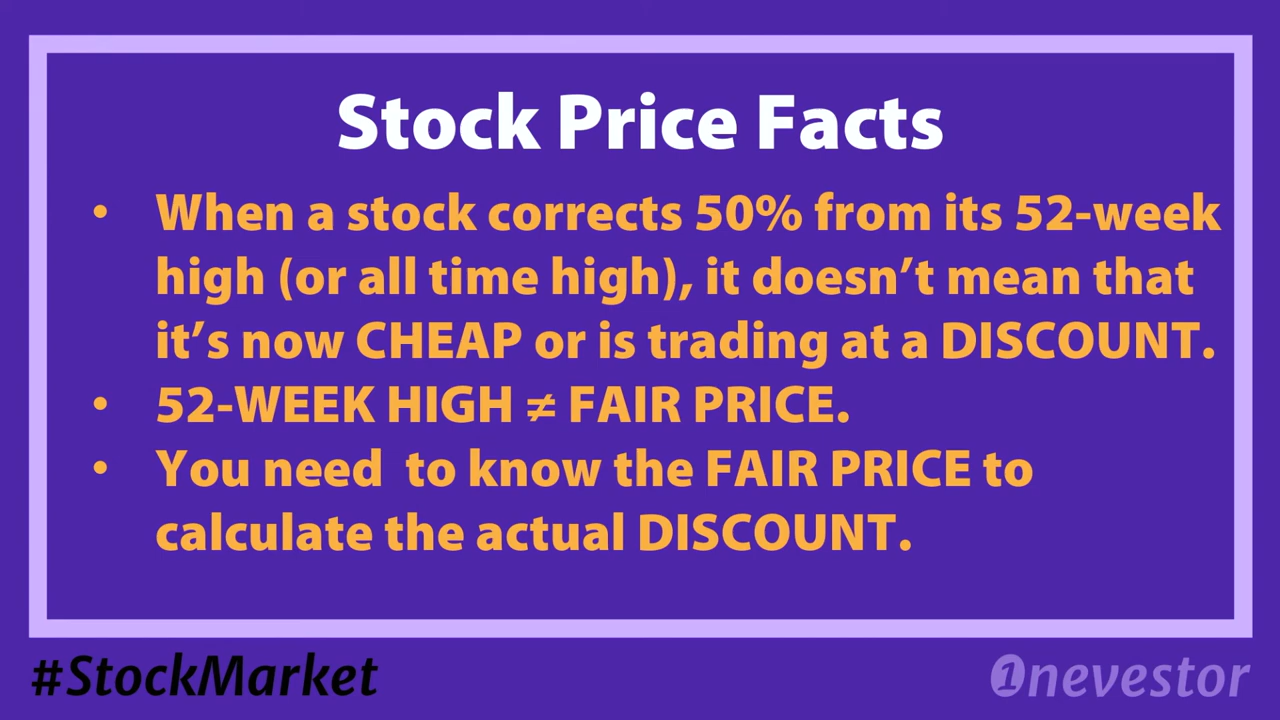 Stock Price Facts
• When a stock corrects 50% from its 52-week
high (or all time high), it doesn’t mean that
it’s now CHEAP or is trading at a DISCOUNT.
• 52-WEEK HIGH ≠ FAIR PRICE.
• You need  to know the FAIR PRICE to
calculate the actual DISCOUNT.
#StockMarket
1nevestor